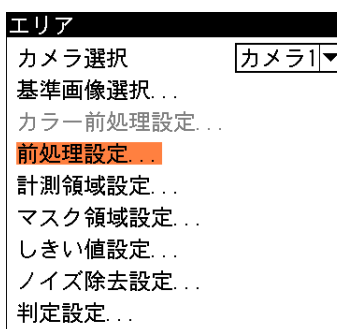 エリア
カメラ選択 カメラ1▼
基準画像選択...
カラー前処理設定...
前処理設定...
計測領域設定...
マスク領域設定...
しきい値設定...
ノイズ除去設定...
判定設定...